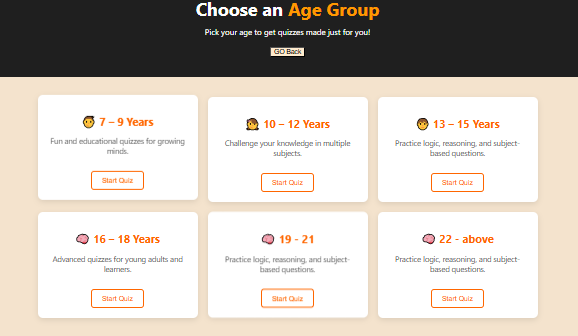 Choose an Age Group
Pick your age to get quizzes made just for you!
GO Back
7 – 9 Years
Fun and educational quizzes for growing
minds.
Start Quiz
10 – 12 Years
Challenge your knowledge in multiple
subjects.
Start Quiz
13 – 15 Years
Practice logic, reasoning, and subject-
based questions.
Start Quiz
16 – 18 Years
Advanced quizzes for young adults and
learners.
Start Quiz
19 - 21
Practice logic, reasoning, and subject-
based questions.
Start Quiz
22 - above
Practice logic, reasoning, and subject-
based questions.
Start Quiz